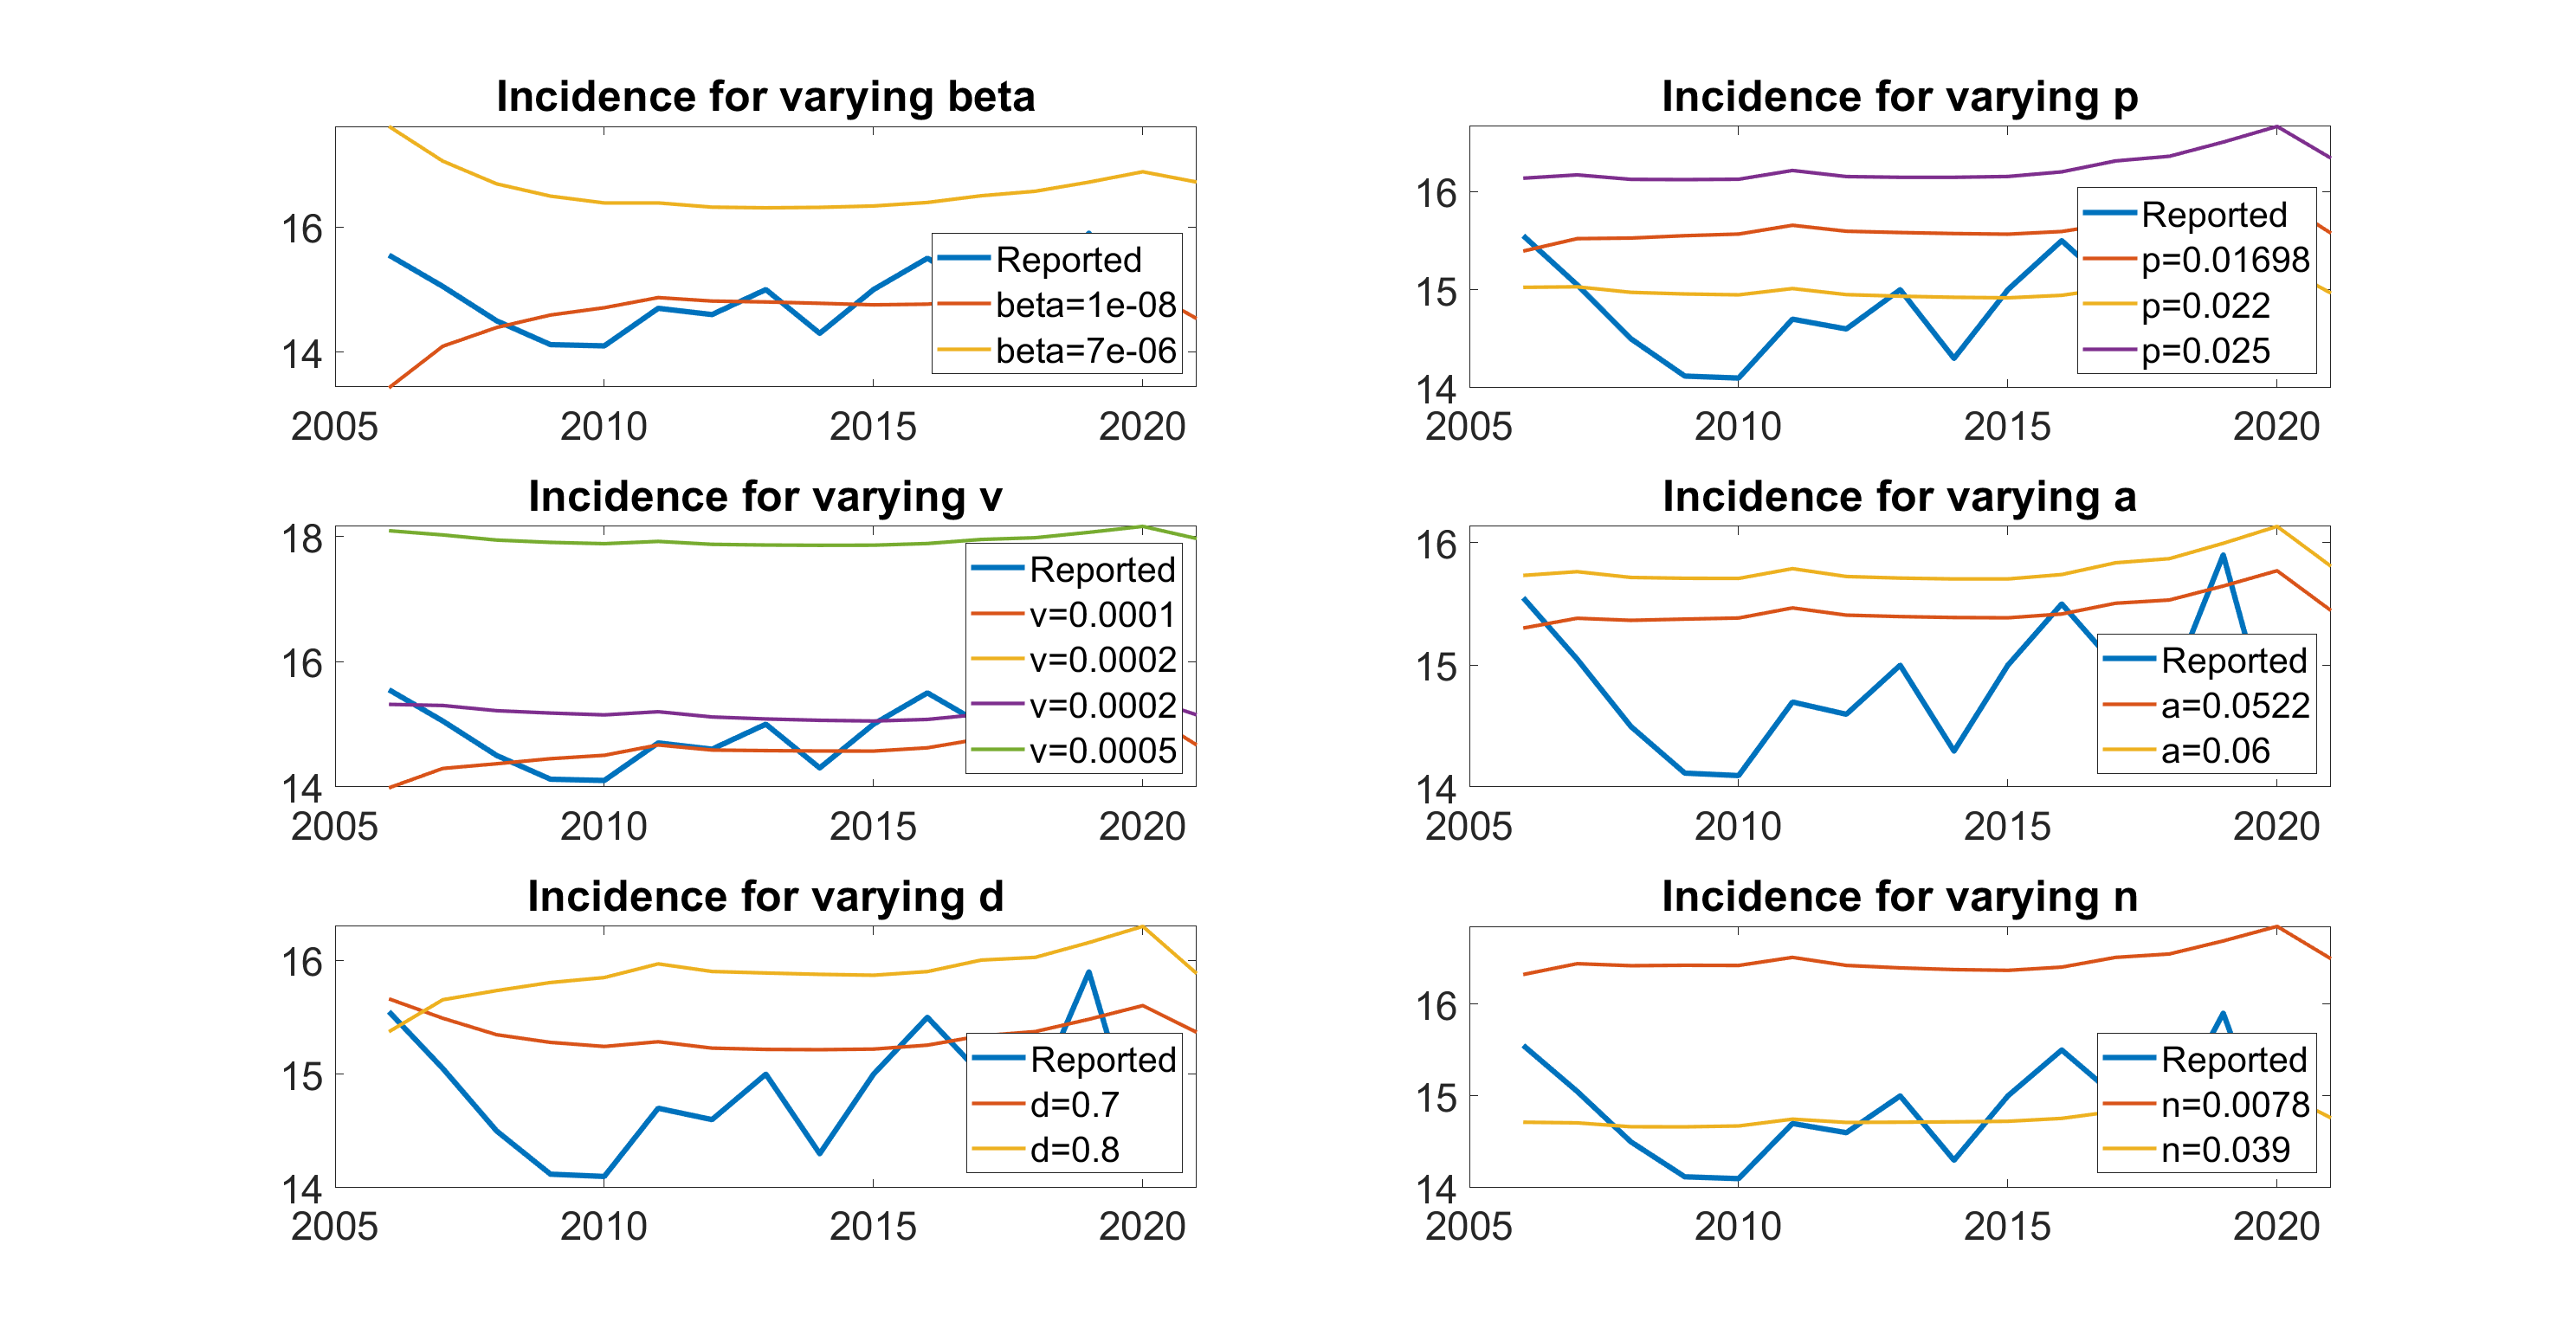 Incidence for varying beta
16
14
2005 2010 2015 2020
Reported
beta=1e-08
beta=7e-06
Incidence for varying p
16
15
14
2005 2010 2015 2020
Reported
p=0.01698
p=0.022
p=0.025
Incidence for varying v
18
16
14
2005 2010 2015 2020
Reported
v=0.0001
v=0.0002
v=0.0002
v=0.0005
Incidence for varying a
16
15
14
2005 2010 2015 2020
Reported
a=0.0522
a=0.06
Incidence for varying d
16
15
14
2005 2010 2015 2020
Reported
d=0.7
d=0.8
Incidence for varying n
16
15
14
2005 2010 2015 2020
Reported
n=0.0078
n=0.039